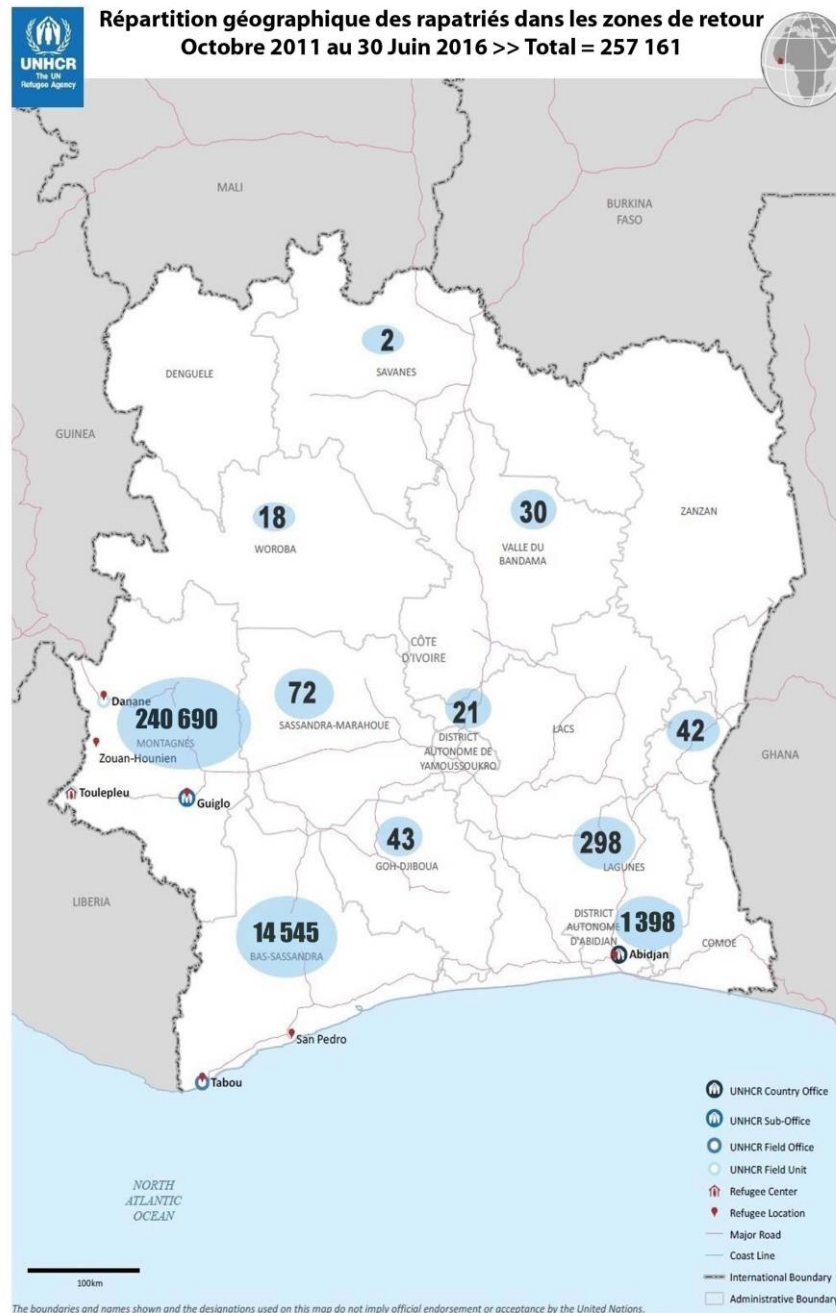 UNHCR
The UN
Refugee Agency
Répartition géographique des rapatriés dans les zones de retour
Octobre 2011 au 30 Juin 2016 >> Total = 257 161
MALI
BURKINA
FASO
2
SAVANES
DENGUELE
GUINEA
18
WOROBA
30
VALLE DU
BANDAMA
ZANZAN
CÔTE
D'IVOIRE
Danane
240 690
MONTAGNES
Zouan-Hounien
72
SASSANDRA-MARAHOUE
21
DISTRICT
AUTONOME DE
YAMOUSSOUKRO
LACS
42
GHANA
Toulepleu
Guiglo
43
GOH-DJIBOUA
298
LAGUNES
LIBERIA
14 545
BAS-SASSANDRA
DISTRICT
AUTONOME
D'ABIDJAN
1 398
COMOE
Abidjan
San Pedro
Tabou
NORTH
ATLANTIC
OCEAN
UNHCR Country Office
UNHCR Sub-Office
UNHCR Field Office
UNHCR Field Unit
Refugee Center
Refugee Location
Major Road
Coast Line
International Boundary
Administrative Boundary
100km
The boundaries and names shown and the designations used on this map do not imply official endorsement or acceptance by the United Nations.